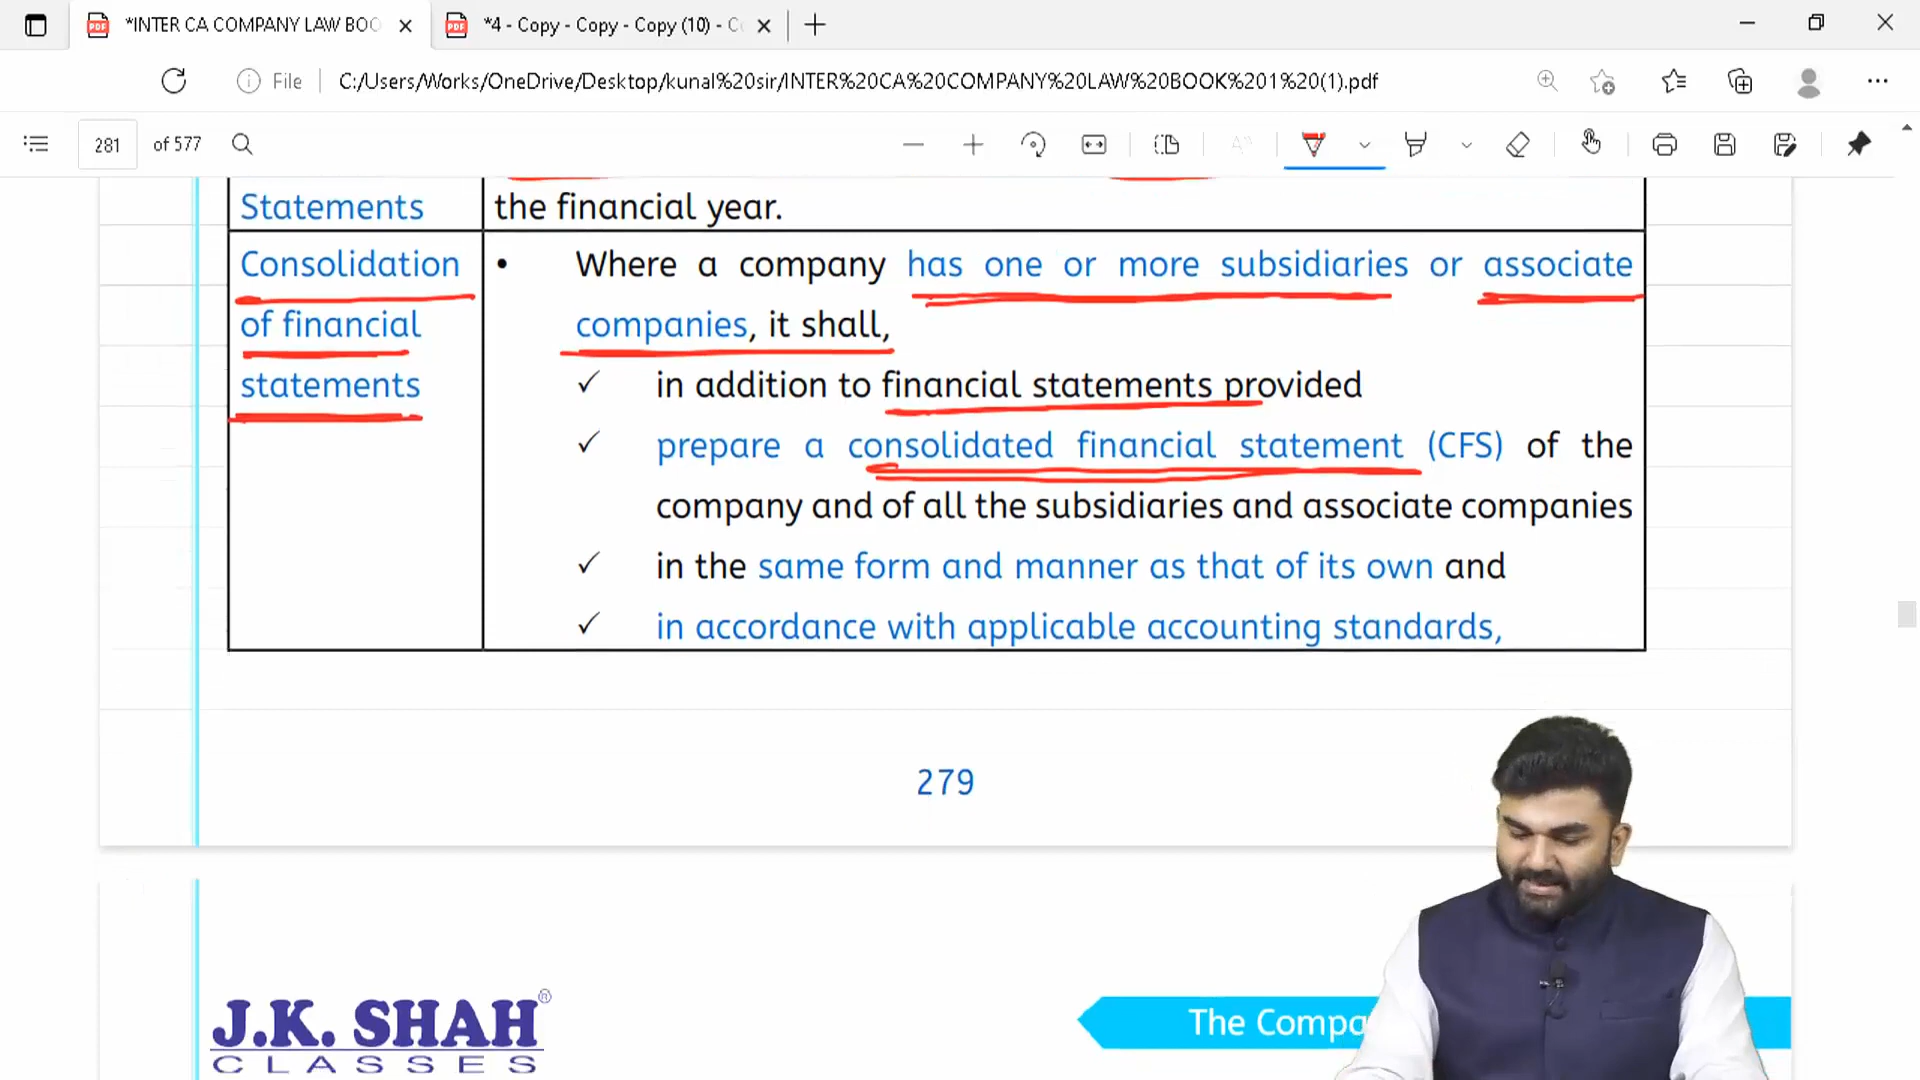 *INTER CA COMPANY LAW BOO
*4 - Copy - Copy - Copy (10) - C
File
C:/Users/Works/OneDrive/Desktop/kunal%20sir/INTER%20CA%20COMPANY%20LAW%20BOOK%201%20(1).pdf
281 of 577
Statements
the financial year.
Consolidation
of financial
statements
• Where a company has one or more subsidiaries or associate
companies, it shall,
✓ in addition to financial statements provided
✓ prepare a consolidated financial statement (CFS) of the
company and of all the subsidiaries and associate companies
✓ in the same form and manner as that of its own and
✓ in accordance with applicable accounting standards,
279
J.K. SHAH®
CLASSES
The Compa